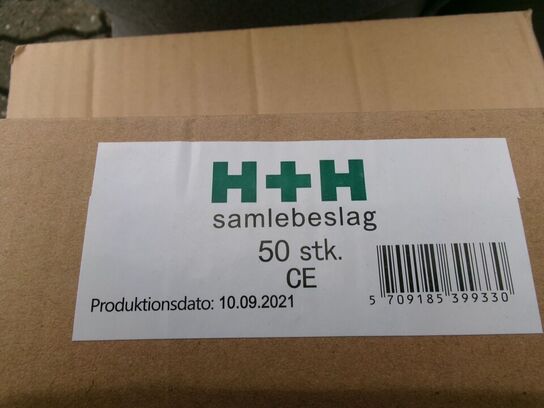 H+H
samlebeslag
50 stk.
CE
Produktionsdato: 10.09.2021
5 709185 399330